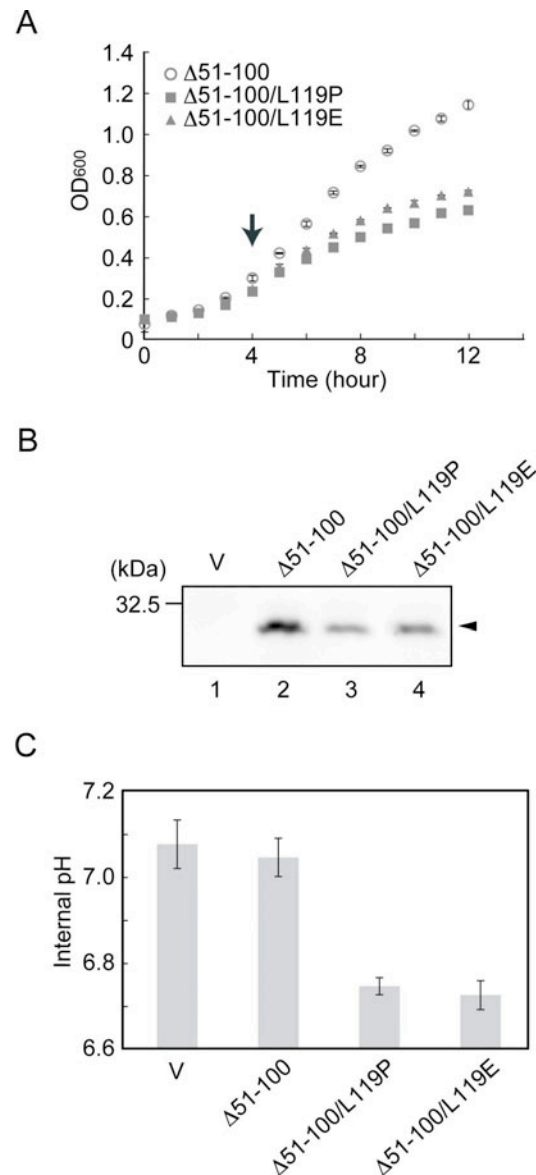 A
○ Δ51-100
■ Δ51-100/L119P
▲ Δ51-100/L119E
1.4
1.2
1.0
0.8
0.6
0.4
0.2
0
OD600
0 4 8 12
Time (hour)
B
V Δ51-100 Δ51-100/L119P Δ51-100/L119E
(kDa)
32.5
1 2 3 4
C
7.2
7.0
6.8
6.6
Internal pH
V Δ51-100 Δ51-100/L119P Δ51-100/L119E